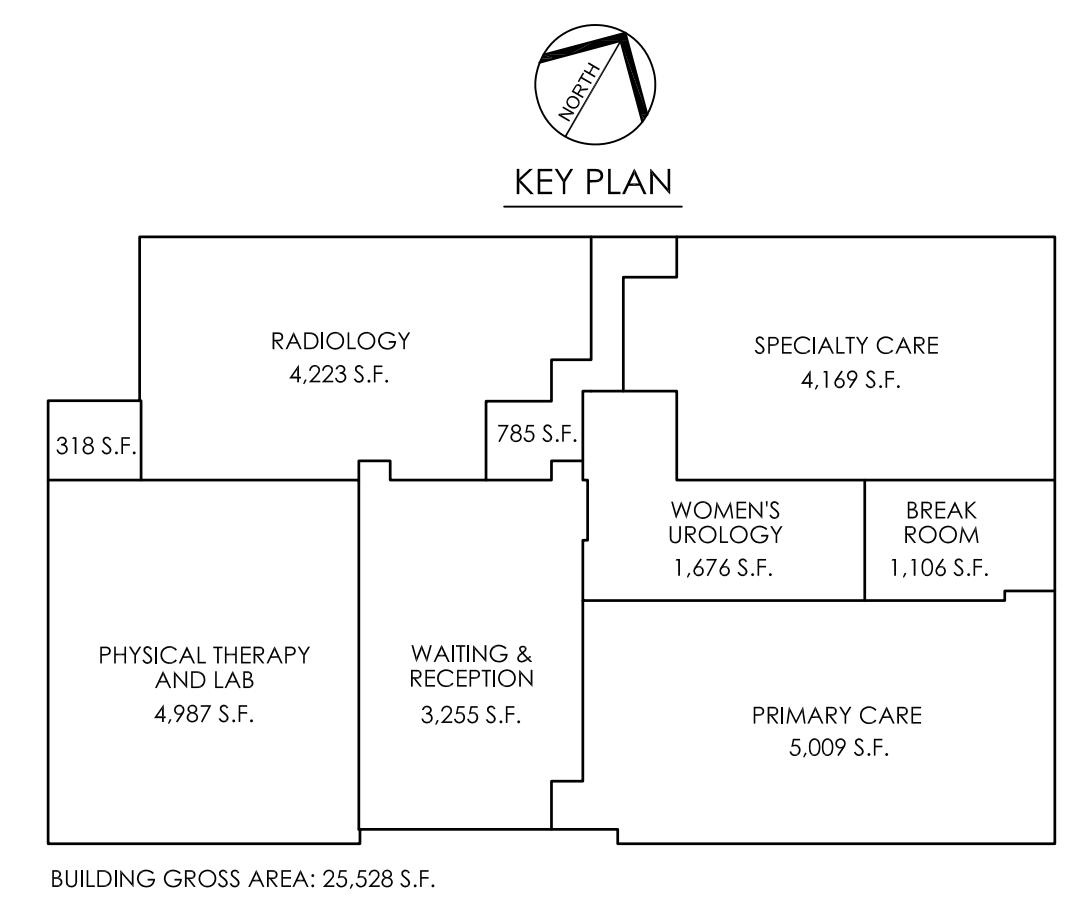 NORTH
KEY PLAN
RADIOLOGY
4,223 S.F.
SPECIALTY CARE
4,169 S.F.
318 S.F.
785 S.F.
WOMEN'S
UROLOGY
1,676 S.F.
BREAK
ROOM
1,106 S.F.
PHYSICAL THERAPY
AND LAB
4,987 S.F.
WAITING &
RECEPTION
3,255 S.F.
PRIMARY CARE
5,009 S.F.
BUILDING GROSS AREA: 25,528 S.F.